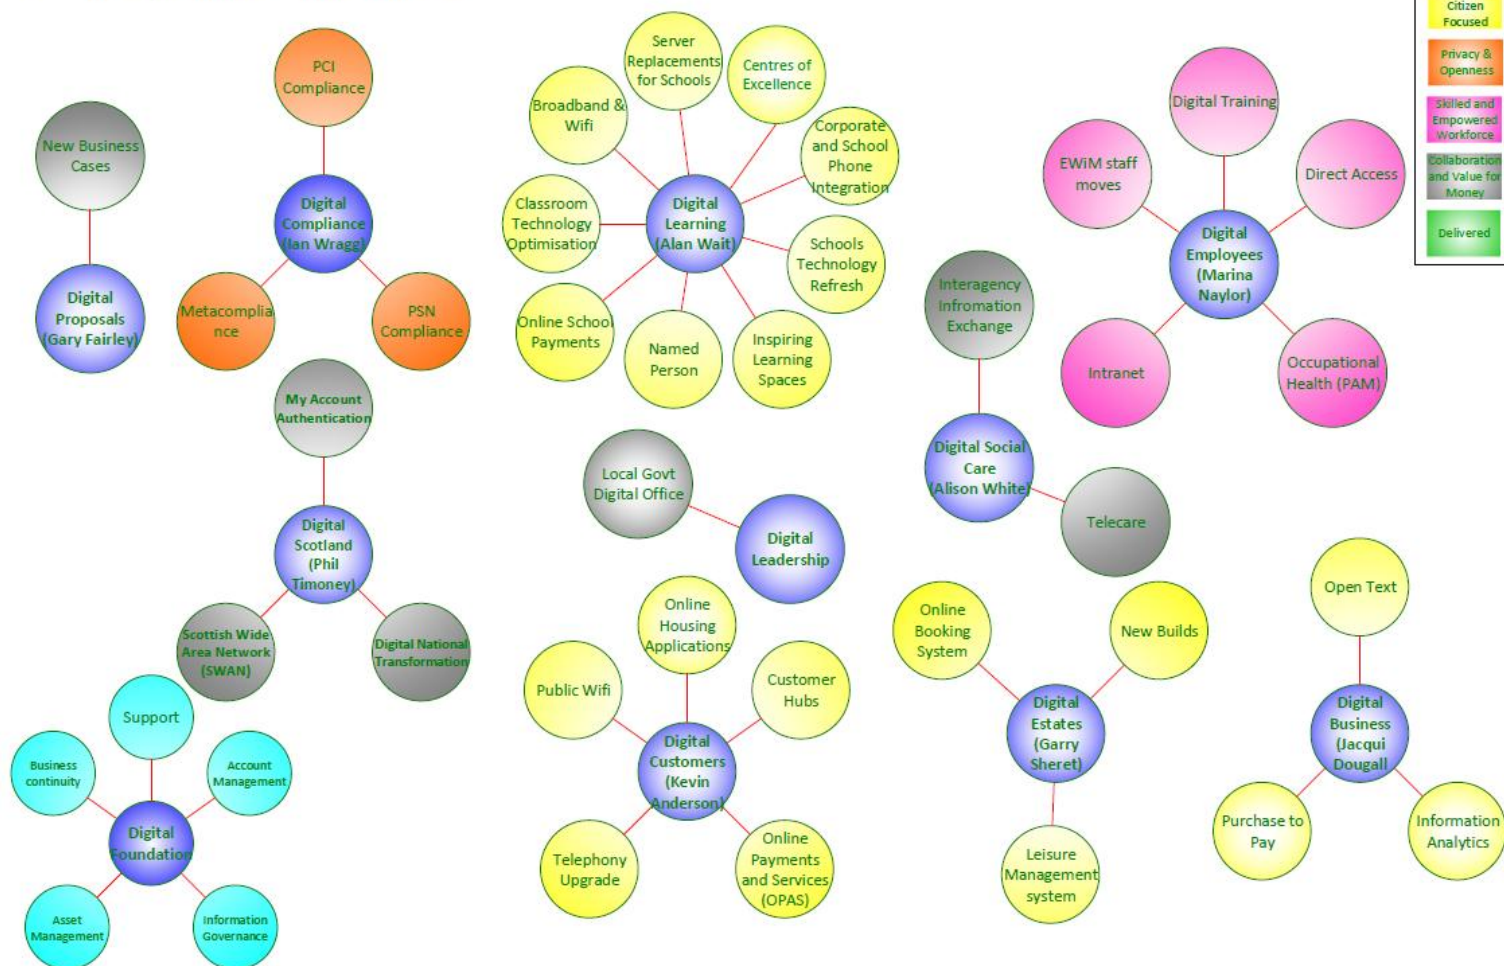 Citizen
Focused
Privacy &
Openness
Skilled and
Empowered
Workforce
Collaboration
and Value for
Money
Delivered
New Business
Cases
Digital
Proposals
(Gary Fairley)
PCI
Compliance
Digital
Compliance
(Ian Wragg)
Metacomplia
nce
PSN
Compliance
Server
Replacements
for Schools
Centres of
Excellence
Broadband &
Wifi
Corporate
and School
Phone
Integration
Classroom
Technology
Optimisation
Digital
Learning
(Alan Wait)
Schools
Technology
Refresh
Online School
Payments
Named
Person
Inspiring
Learning
Spaces
Digital Training
EWiM staff
moves
Direct Access
Digital
Employees
(Marina
Naylor)
Intranet
Occupational
Health (PAM)
Interagency
Infromation
Exchange
Digital Social
Care
(Alison White)
Telecare
My Account
Authentication
Digital
Scotland
(Phil
Timoney)
Scottish Wide
Area Network
(SWAN)
Digital National
Transformation
Local Govt
Digital Office
Digital
Leadership
Support
Business
continuity
Account
Management
Digital
Foundation
Asset
Management
Information
Governance
Online
Housing
Applications
Public Wifi
Customer
Hubs
Digital
Customers
(Kevin
Anderson)
Telephony
Upgrade
Online
Payments
and Services
(OPAS)
Online
Booking
System
New Builds
Digital
Estates
(Garry
Sheret)
Leisure
Management
system
Open Text
Digital
Business
(Jacqui
Dougall
Purchase to
Pay
Information
Analytics